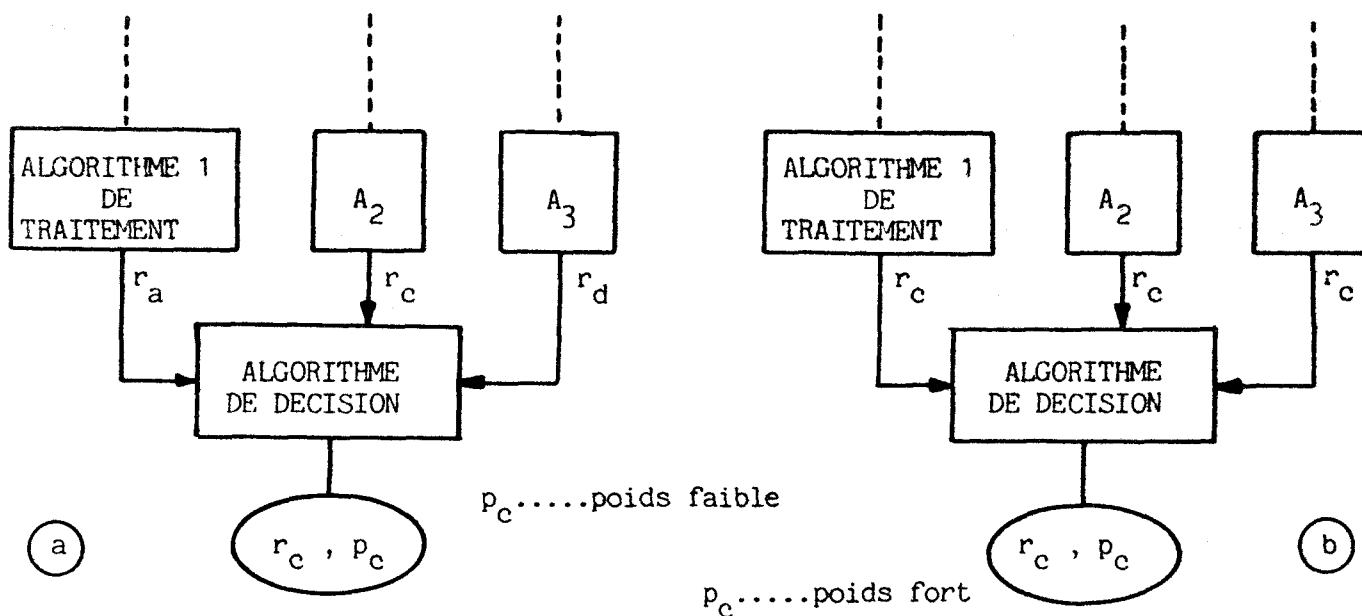 ALGORITHME 1
DE
TRAITEMENT
A2
A3
ra
rc
rd
ALGORITHME
DE DECISION
pc.....poids faible
rc , pc
a
ALGORITHME 1
DE
TRAITEMENT
A2
A3
rc
rc
rc
ALGORITHME
DE DECISION
rc , pc
b
pc.....poids fort